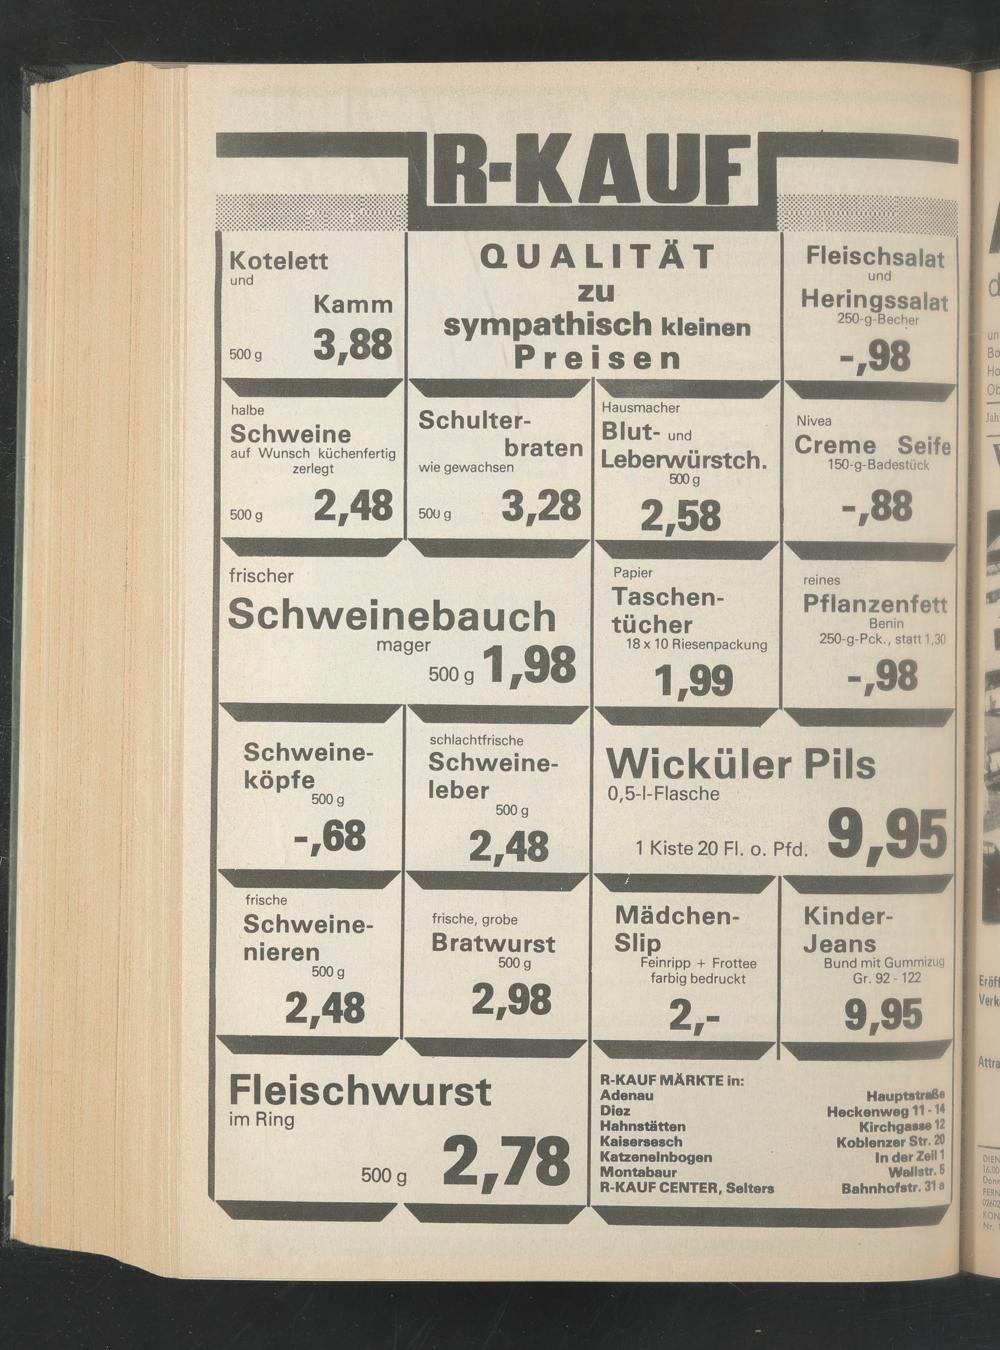 R-KAUF
Kotelett
und
Kamm
500 g 3,88
QUALITÄT
zu
sympathisch kleinen
Preisen
Fleischsalat
und
Heringssalat
250-g-Becher
-,98
halbe
Schweine
auf Wunsch küchenfertig
zerlegt
500 g 2,48
Schulter-
braten
wie gewachsen
500 g 3,28
Hausmacher
Blut- und
Leberwürstch.
500 g
2,58
Nivea
Creme Seife
150-g-Badestück
-,88
frischer
Schweinebauch
mager
500 g 1,98
Papier
Taschen-
tücher
18 x 10 Riesenpackung
1,99
reines
Pflanzenfett
Benin
250-g-Pck., statt 1,30
-,98
Schweine-
köpfe
500 g
-,68
schlachtfrische
Schweine-
leber
500 g
2,48
Wicküler Pils
0,5-l-Flasche
1 Kiste 20 Fl. o. Pfd. 9,95
frische
Schweine-
nieren
500 g
2,48
frische, grobe
Bratwurst
500 g
2,98
Mädchen-
Slip
Feinripp + Frottee
farbig bedruckt
2,-
Kinder-
Jeans
Bund mit Gummizug
Gr. 92 - 122
9,95
Fleischwurst
im Ring
500 g 2,78
R-KAUF MÄRKTE in:
Adenau Hauptstraße
Diez Heckenweg 11 - 14
Hahnstätten Kirchgasse 12
Kaisersesch Koblenzer Str. 20
Katzenelnbogen In der Zeil 1
Montabaur Wallstr. 5
R-KAUF CENTER, Selters Bahnhofstr. 31 a